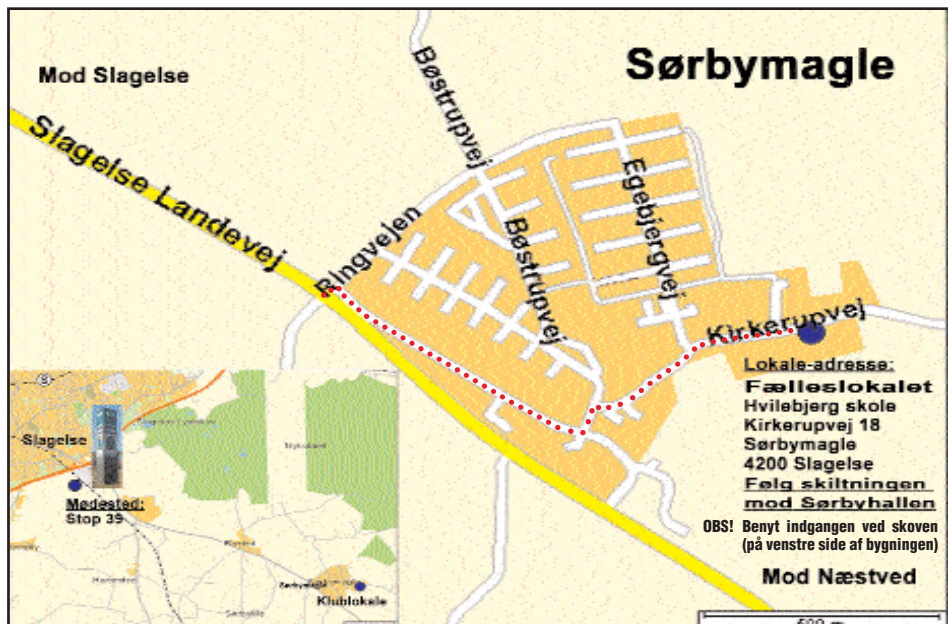 Sørbymagle
Mod Slagelse
Bøstrupvej
Slagelse Landevej
Egebjergvej
Ringvejen
Bøstrupvej
Kirkerupvej
Lokale-adresse:
Fælleslokalet
Hvilebjerg skole
Kirkerupvej 18
Sørbymagle
4200 Slagelse
Følg skiltningen
mod Sørbyhallen
OBS! Benyt indgangen ved skoven
(på venstre side af bygningen)
Mod Næstved
Slagelse
Mødested:
Stop 39
Klublokale